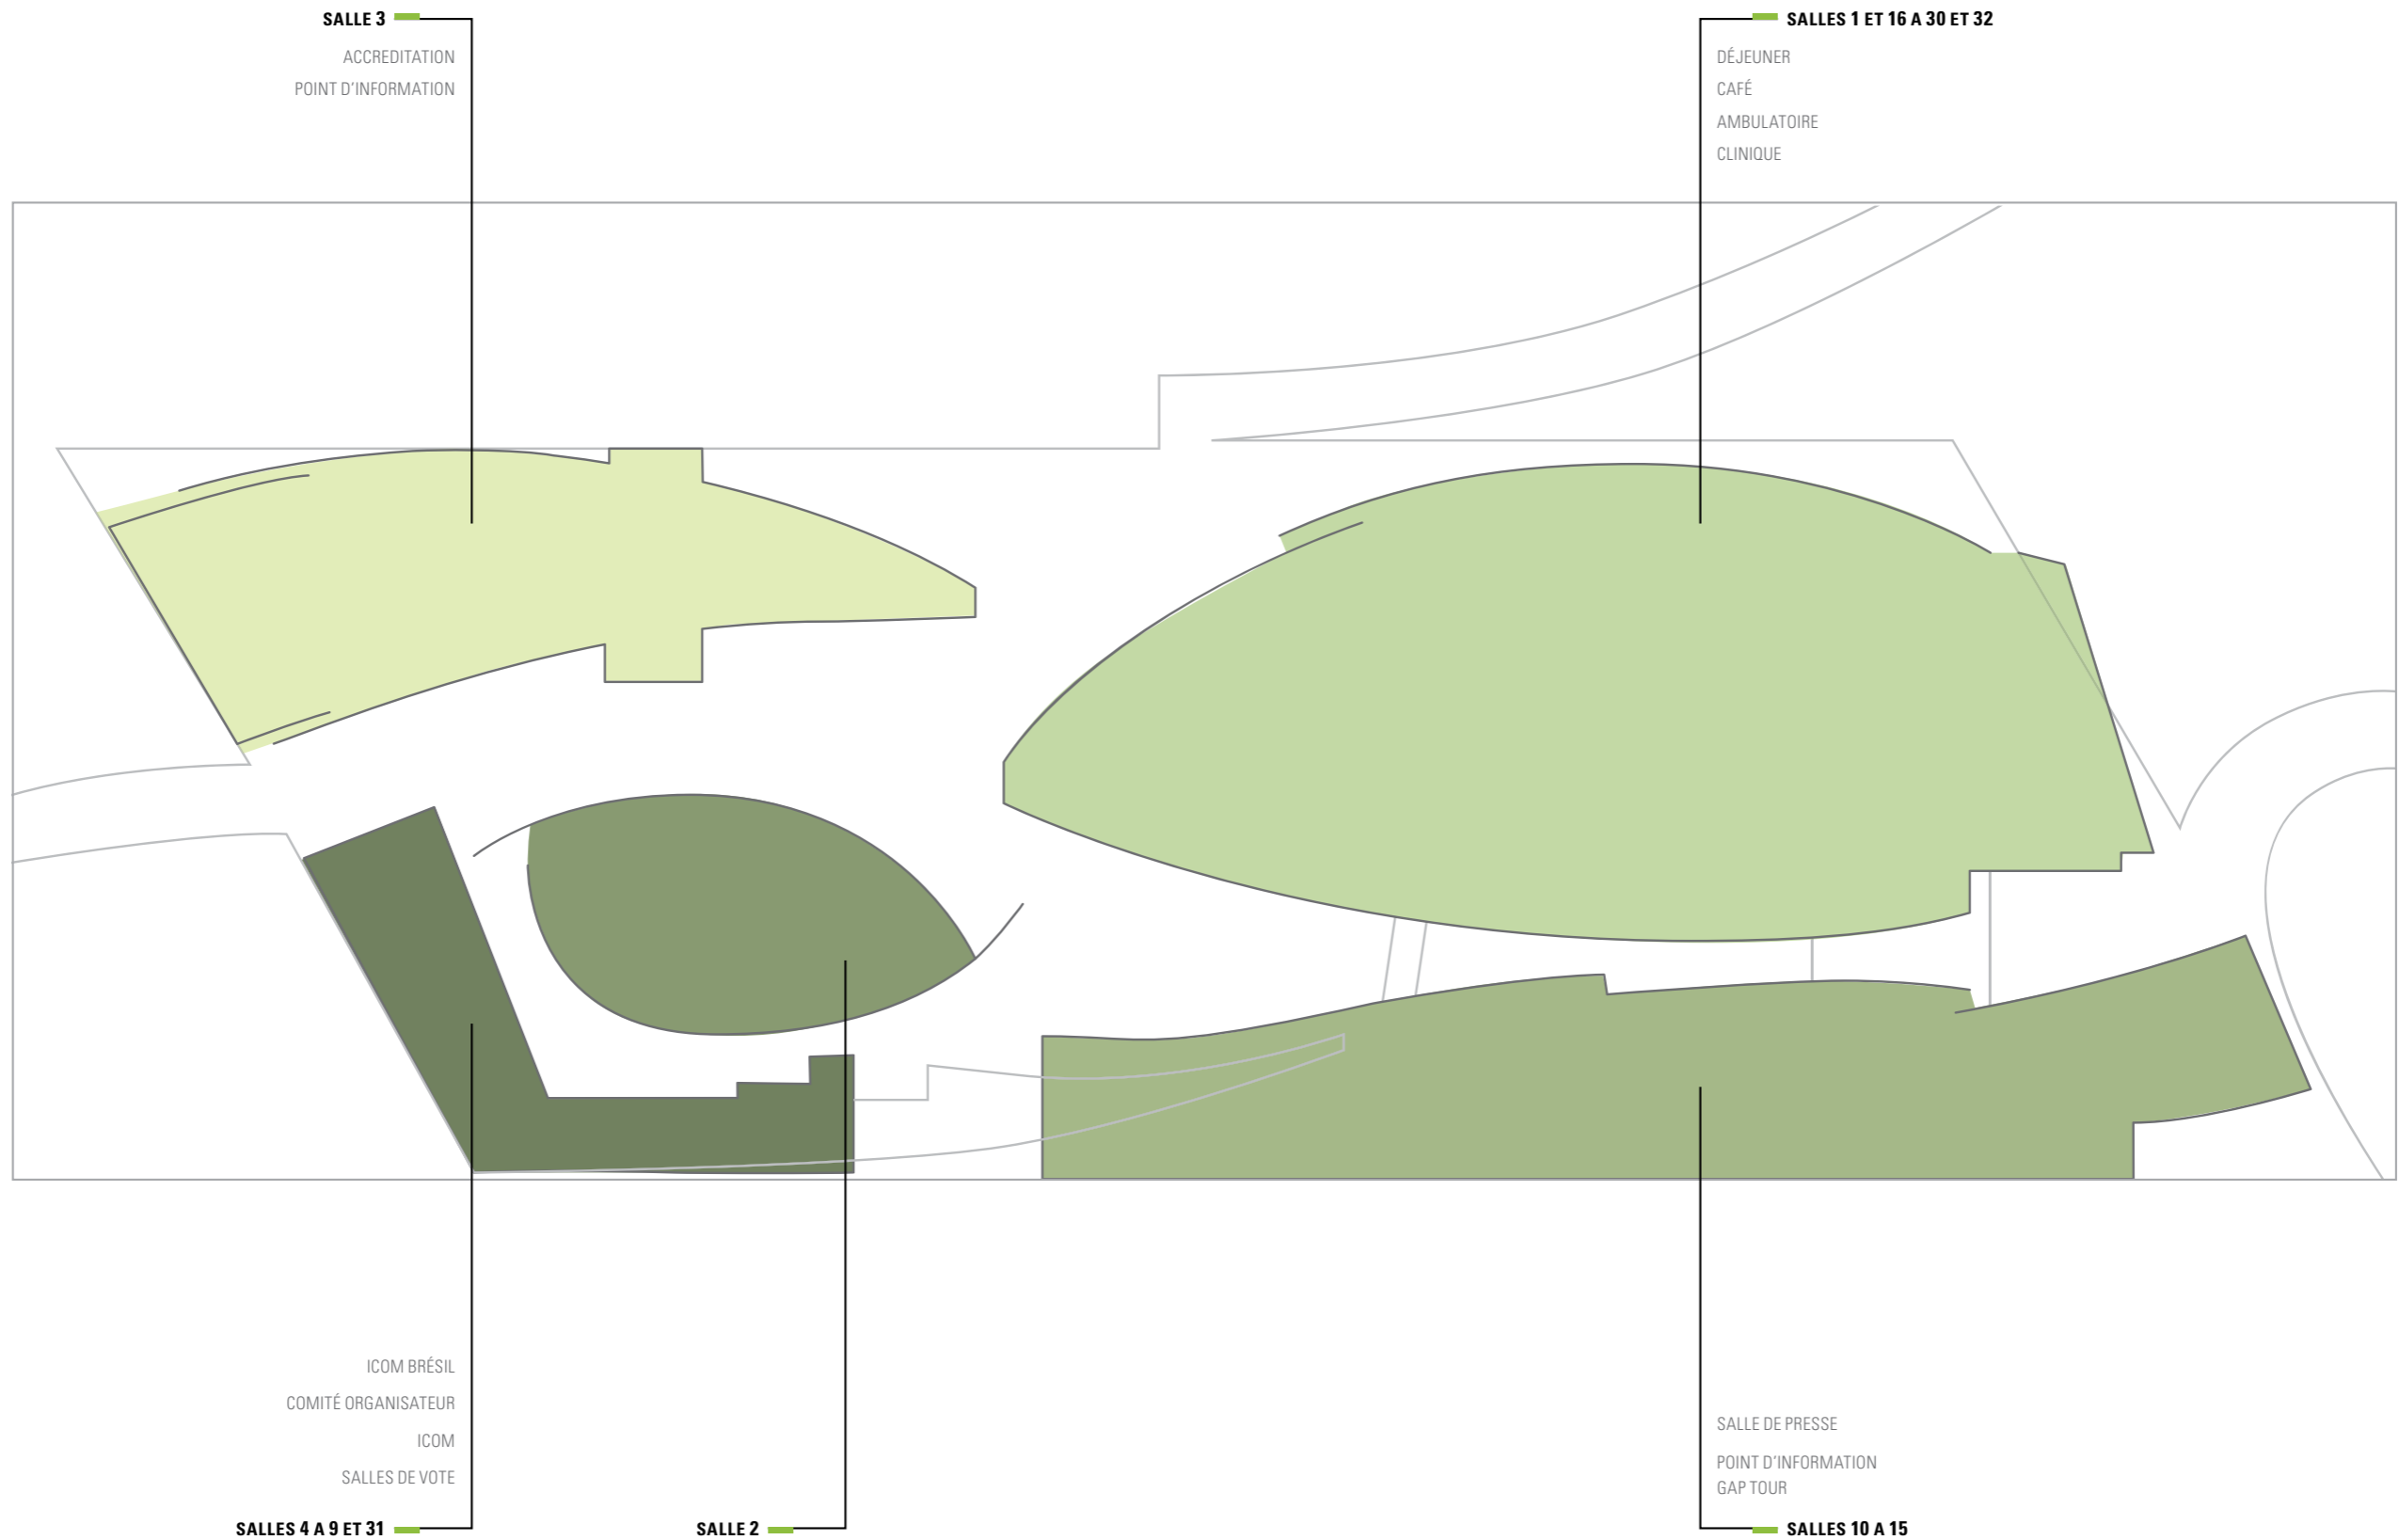 SALLE 3
ACCREDITATION
POINT D'INFORMATION
SALLES 1 ET 16 A 30 ET 32
DÉJEUNER
CAFÉ
AMBULATOIRE
CLINIQUE
ICOM BRÉSIL
COMITÉ ORGANISATEUR
ICOM
SALLES DE VOTE
SALLES 4 A 9 ET 31
SALLE 2
SALLE DE PRESSE
POINT D'INFORMATION
GAP TOUR
SALLES 10 A 15